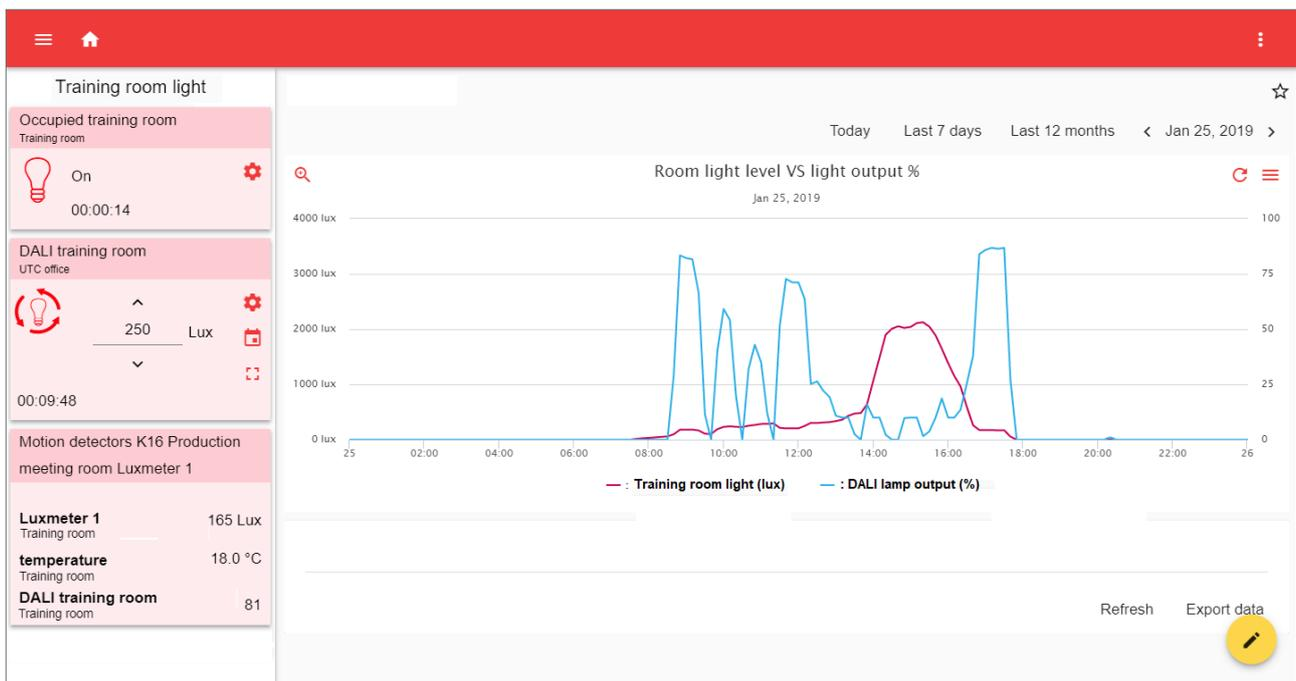 Training room light
Occupied training room
Training room
On
00:00:14
DALI training room
UTC office
250 Lux
00:09:48
Motion detectors K16 Production
meeting room Luxmeter 1
Luxmeter 1 165 Lux
Training room
temperature 18.0 °C
Training room
DALI training room 81
Training room
Today Last 7 days Last 12 months Jan 25, 2019
Room light level VS light output %
Jan 25, 2019
4000 lux 100
3000 lux 75
2000 lux 50
1000 lux 25
0 lux 0
25 02:00 04:00 06:00 08:00 10:00 12:00 14:00 16:00 18:00 20:00 22:00 26
: Training room light (lux) : DALI lamp output (%)
Refresh Export data